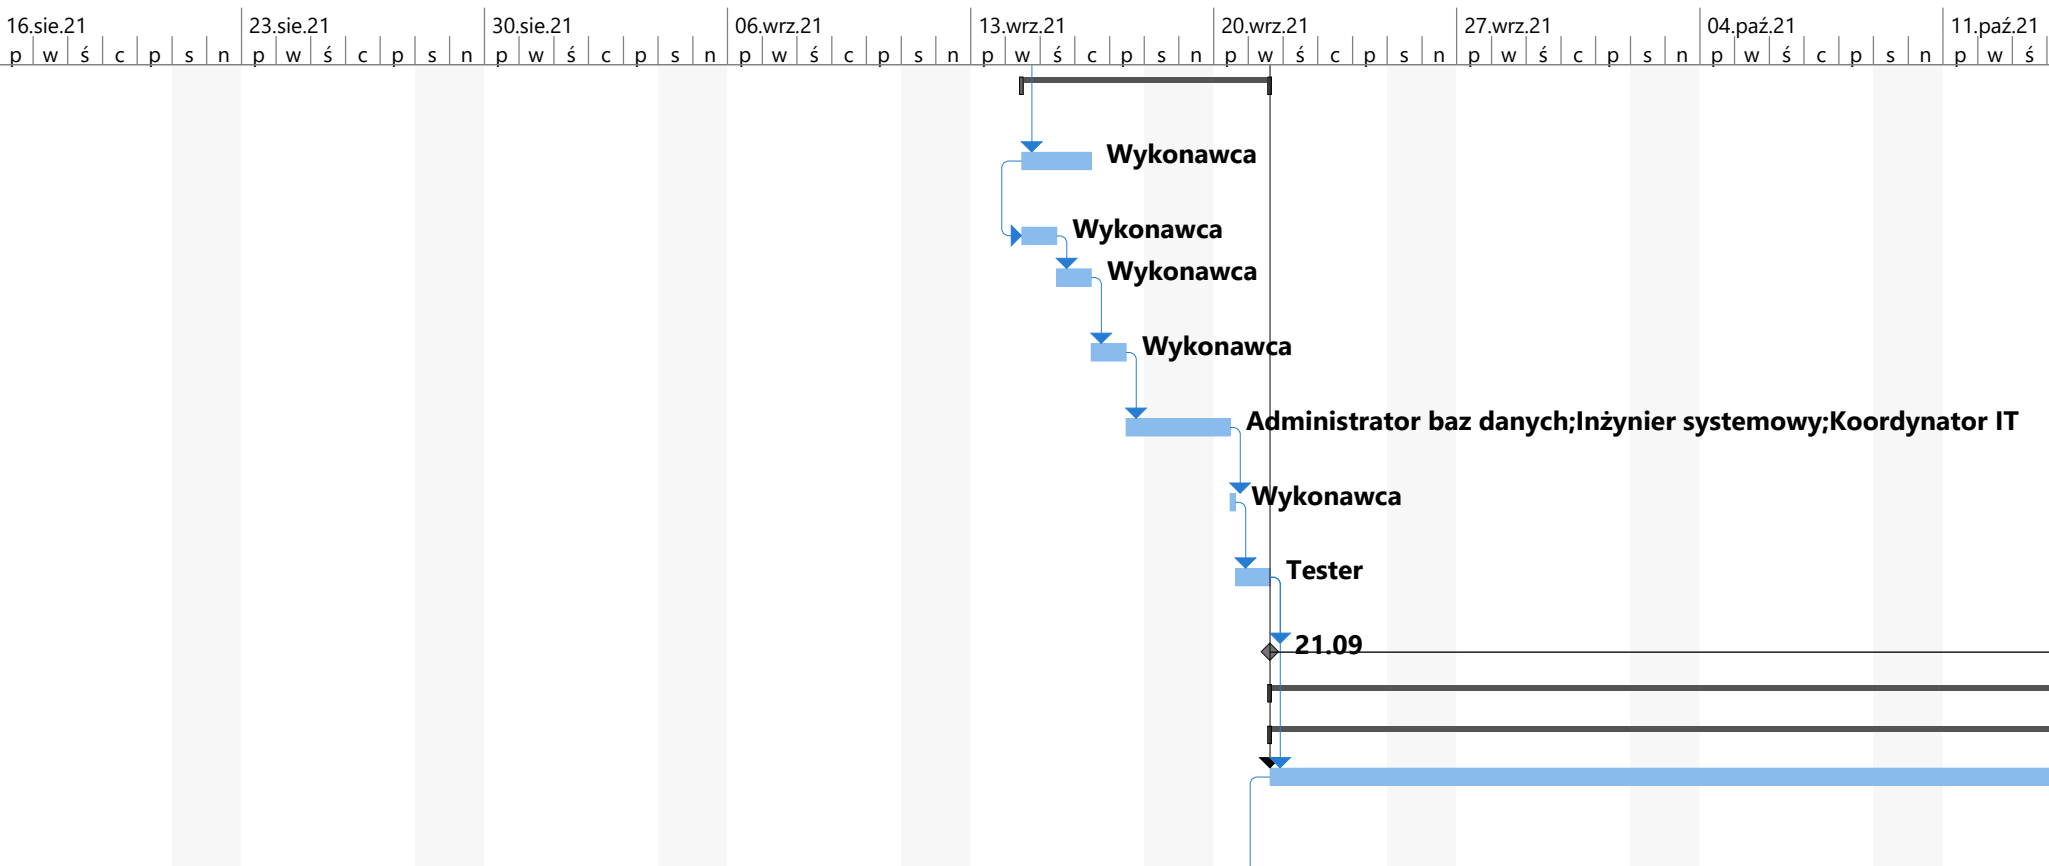 16.sie.21 23.sie.21 30.sie.21 06.wrz.21 13.wrz.21 20.wrz.21 27.wrz.21 04.paź.21 11.paź.21
p w ś c p s n p w ś c p s n p w ś c p s n p w ś c p s n p w ś c p s n p w ś c p s n p w ś c p s n p w ś c p s n p w ś
Wykonawca
Wykonawca
Wykonawca
Wykonawca
Administrator baz danych;Inżynier systemowy;Koordynator IT
Wykonawca
Tester
21.09